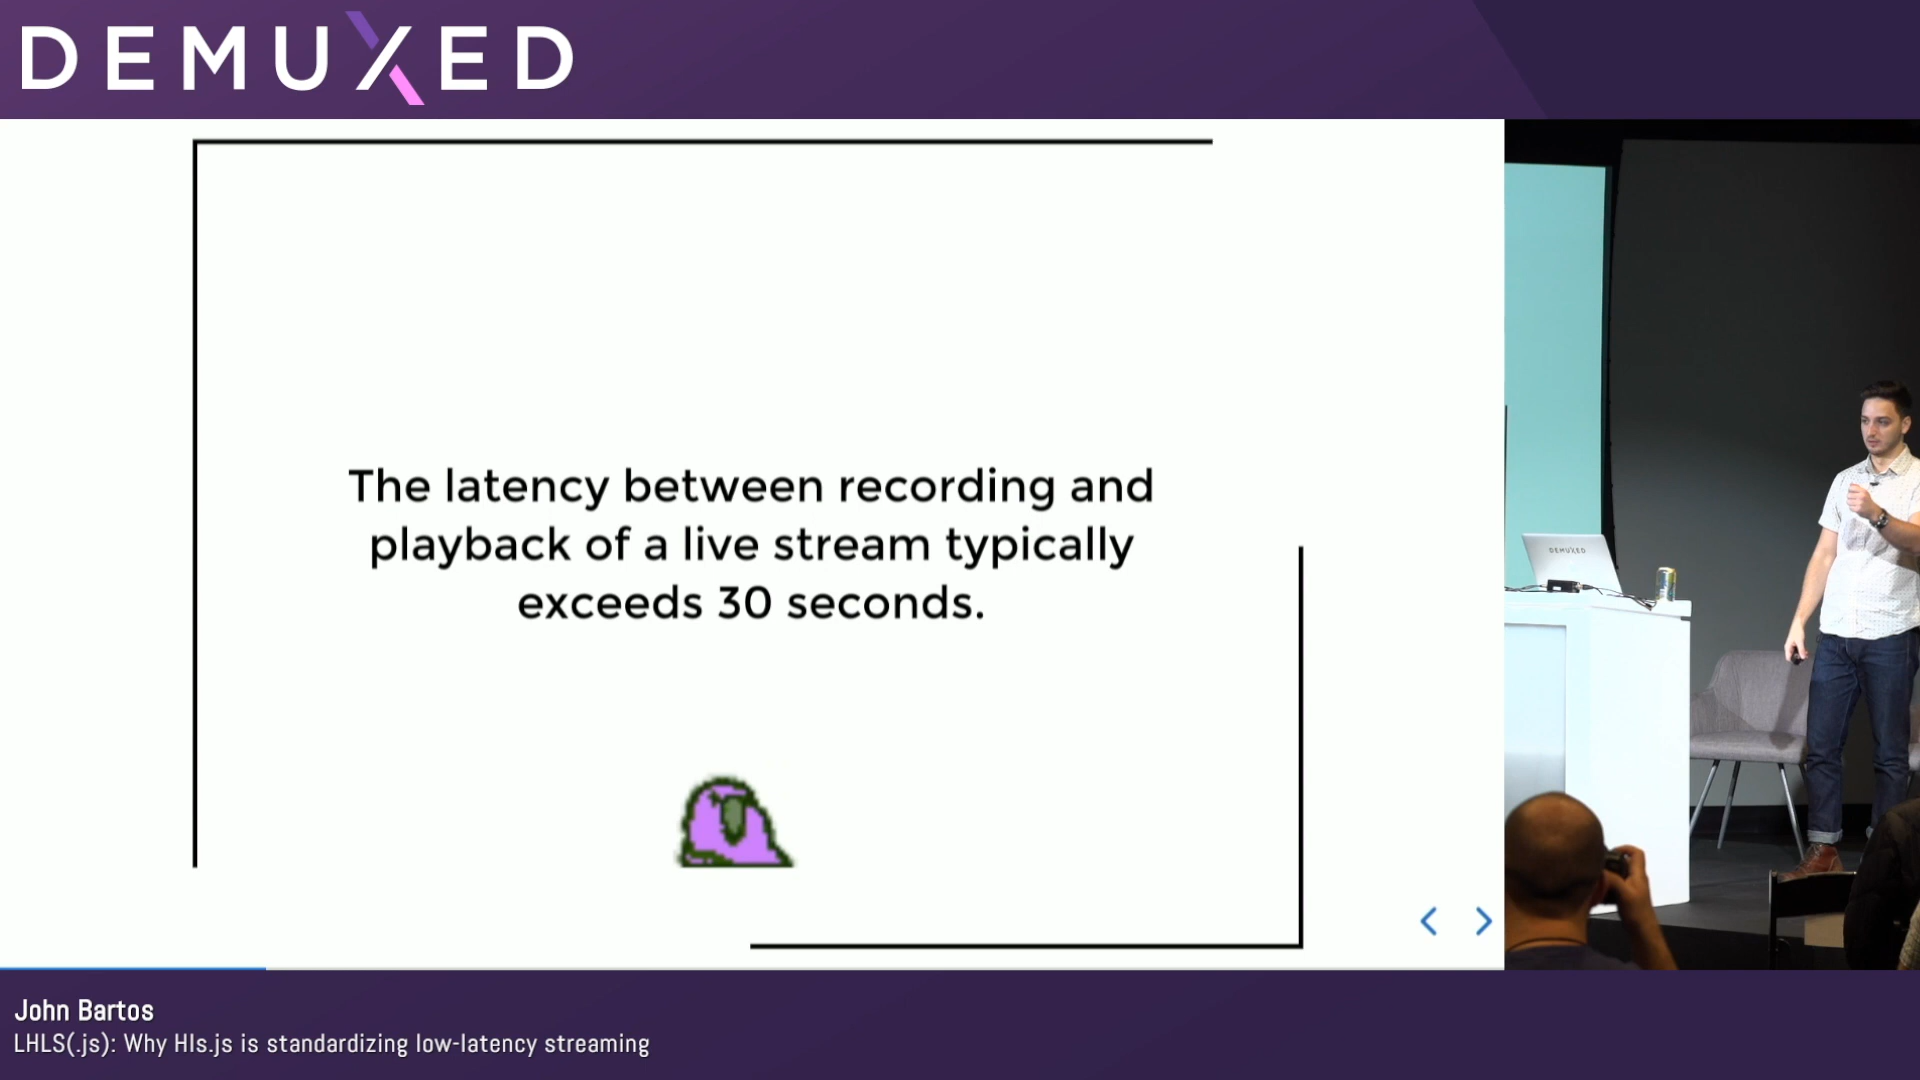 DEMUXED
The latency between recording and
playback of a live stream typically
exceeds 30 seconds.
DEMUXED
John Bartos
LHLS(.js): Why Hls.js is standardizing low-latency streaming